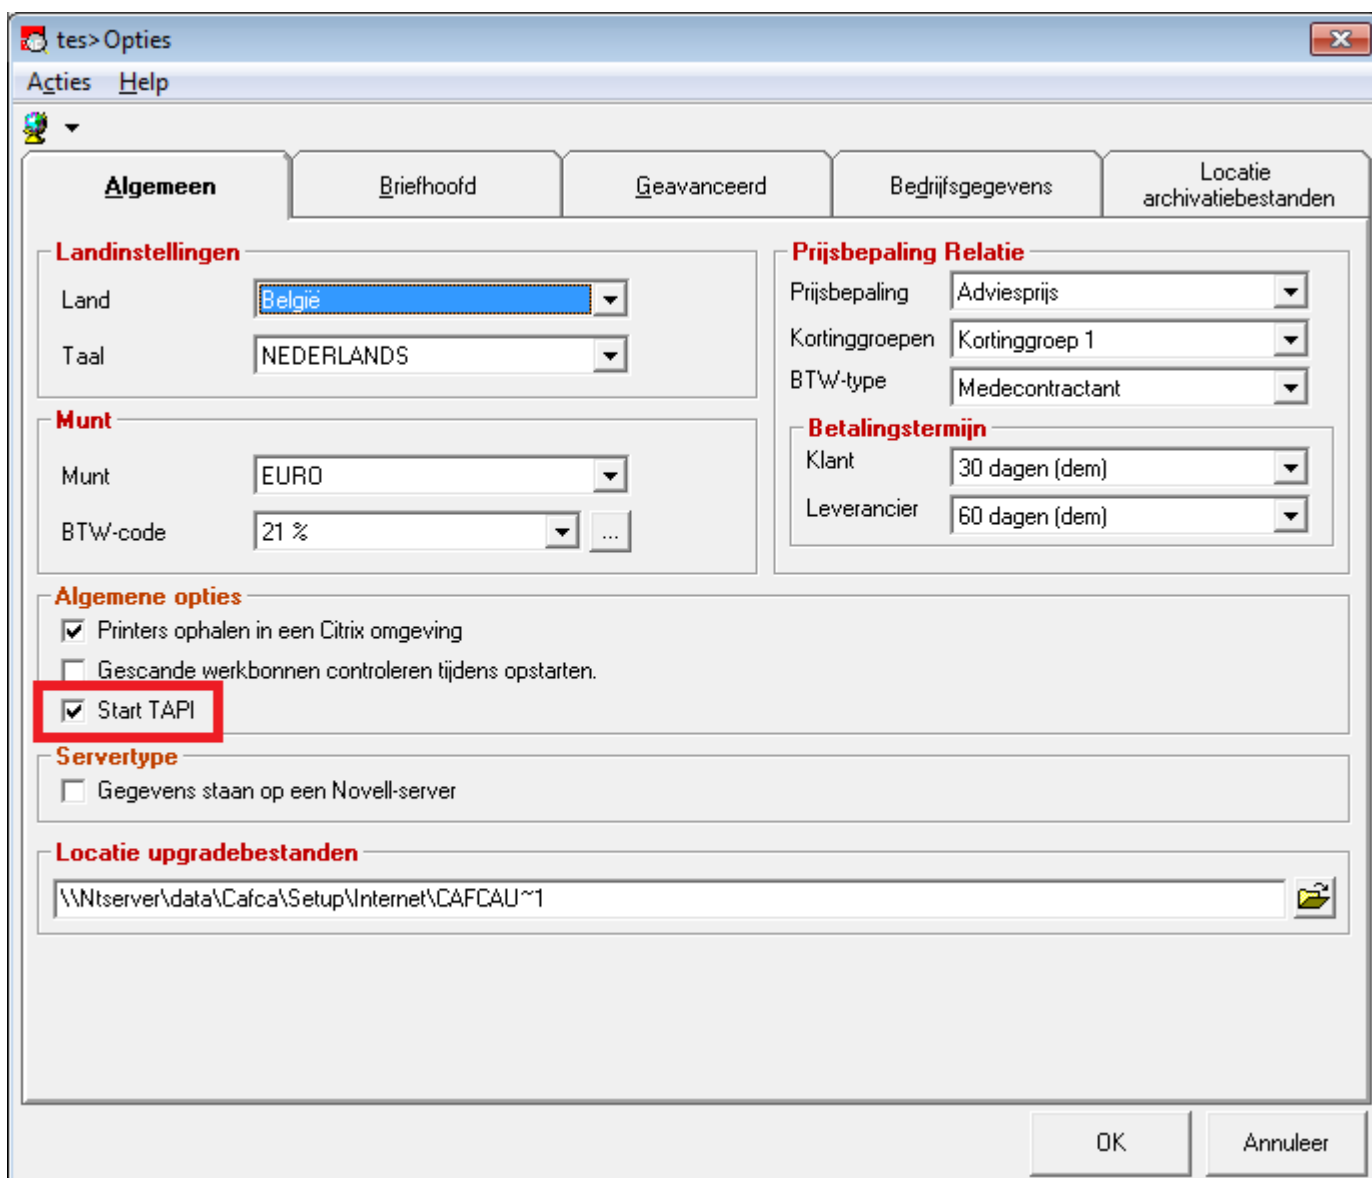 tes> Opties
Acties Help
Algemeen
Briefhoofd
Geavanceerd
Bedrijfsgegevens
Locatie
archivatiebestanden
Landinstellingen
Land België
Taal NEDERLANDS
Munt
Munt EURO
BTW-code 21 % ...
Prijsbepaling Relatie
Prijsbepaling Adviesprijs
Kortinggroepen Kortinggroep 1
BTW-type Medecontractant
Betalingstermijn
Klant 30 dagen (dem)
Leverancier 60 dagen (dem)
Algemene opties
Printers ophalen in een Citrix omgeving
Gescande werkbonnen controleren tijdens opstarten.
Start TAPI
Servertype
Gegevens staan op een Novell-server
Locatie upgradebestanden
\\Ntserver\data\Cafca\Setup\Internet\CAFCAU~1
OK Annuleer